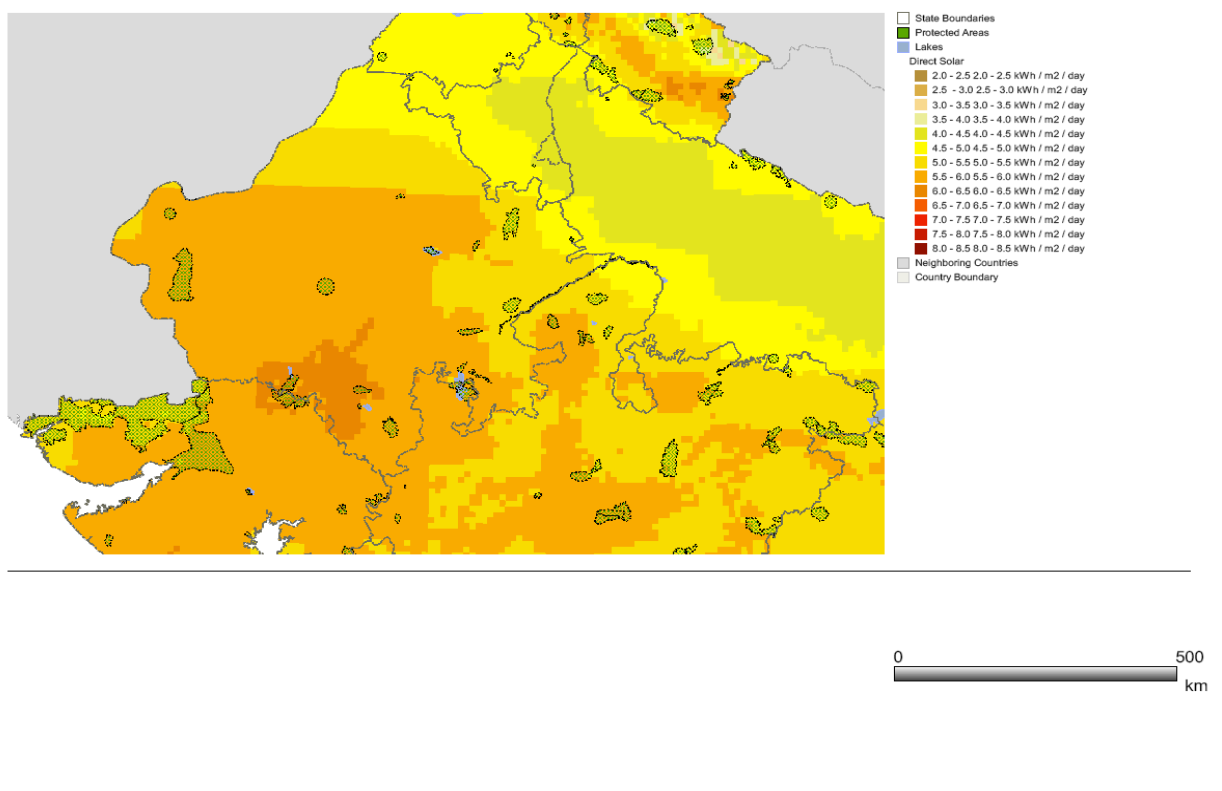 State Boundaries
Protected Areas
Lakes
Direct Solar
2.0 - 2.5 2.0 - 2.5 kWh / m2 / day
2.5 - 3.0 2.5 - 3.0 kWh / m2 / day
3.0 - 3.5 3.0 - 3.5 kWh / m2 / day
3.5 - 4.0 3.5 - 4.0 kWh / m2 / day
4.0 - 4.5 4.0 - 4.5 kWh / m2 / day
4.5 - 5.0 4.5 - 5.0 kWh / m2 / day
5.0 - 5.5 5.0 - 5.5 kWh / m2 / day
5.5 - 6.0 5.5 - 6.0 kWh / m2 / day
6.0 - 6.5 6.0 - 6.5 kWh / m2 / day
6.5 - 7.0 6.5 - 7.0 kWh / m2 / day
7.0 - 7.5 7.0 - 7.5 kWh / m2 / day
7.5 - 8.0 7.5 - 8.0 kWh / m2 / day
8.0 - 8.5 8.0 - 8.5 kWh / m2 / day
Neighboring Countries
Country Boundary
0 500
km